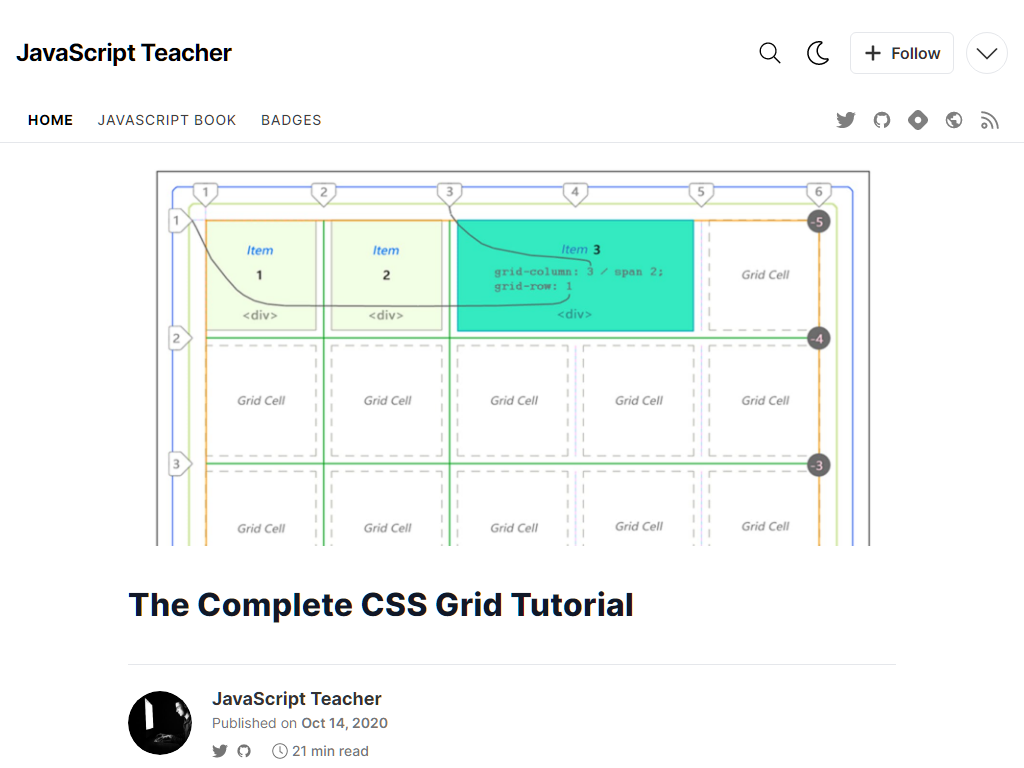 JavaScript Teacher
Follow
HOME JAVASCRIPT BOOK BADGES
1 2 3 4 5 6
1 -5
Item Item Item 3
1 2 grid-column: 3 / span 2; Grid Cell
grid-row: 1
<div> <div> <div>
2 -4
Grid Cell Grid Cell Grid Cell Grid Cell Grid Cell
3 -3
Grid Cell Grid Cell Grid Cell Grid Cell Grid Cell
The Complete CSS Grid Tutorial
JavaScript Teacher
Published on Oct 14, 2020
21 min read